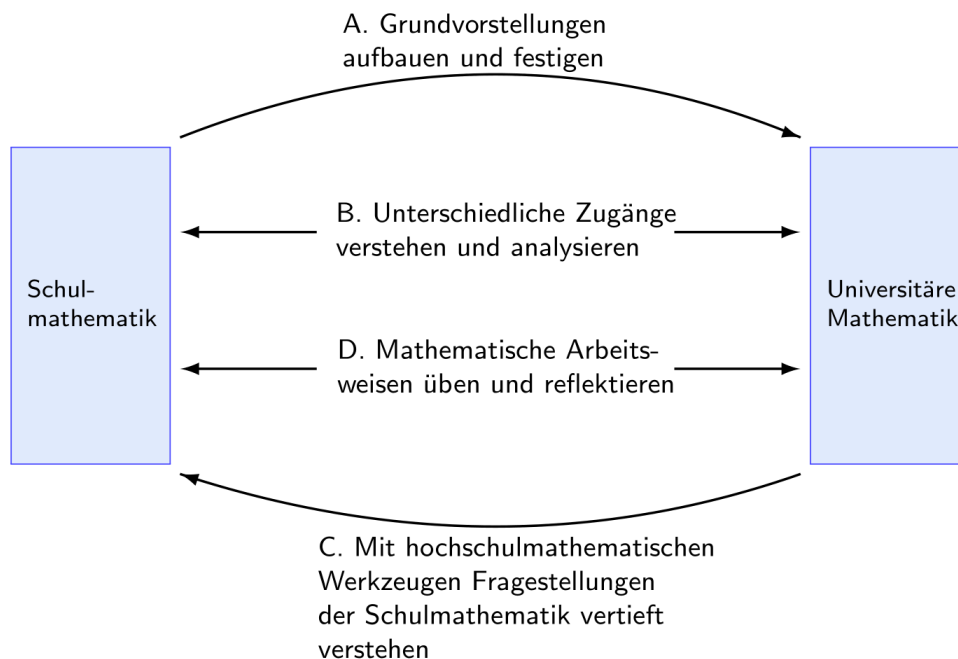 A. Grundvorstellungen
aufbauen und festigen
B. Unterschiedliche Zugänge
verstehen und analysieren
Schul-
mathematik
Universitäre
Mathematik
D. Mathematische Arbeits-
weisen üben und reflektieren
C. Mit hochschulmathematischen
Werkzeugen Fragestellungen
der Schulmathematik vertieft
verstehen